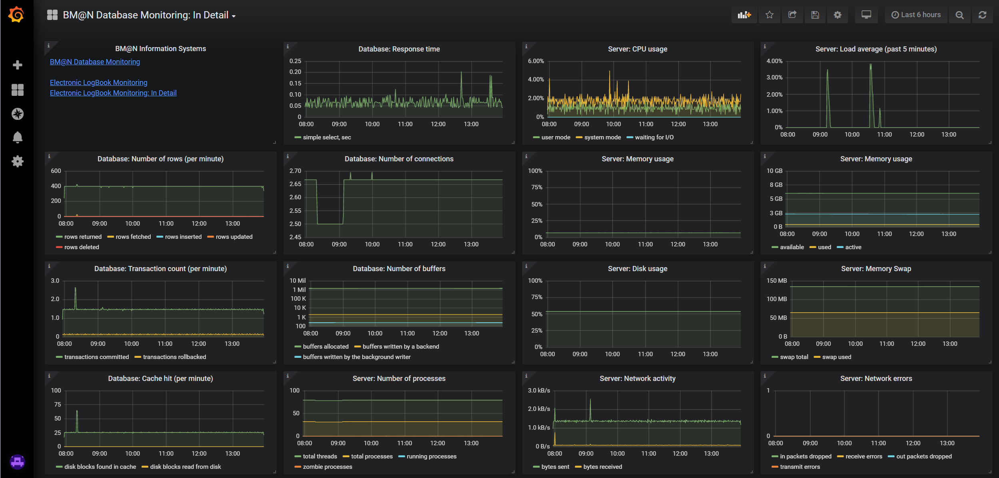 BM@N Database Monitoring: In Detail
Last 6 hours
BM@N Information Systems
BM@N Database Monitoring
Electronic LogBook Monitoring
Electronic LogBook Monitoring: In Detail
Database: Response time
0.25
0.20
0.15
0.10
0.05
0
08:00 09:00 10:00 11:00 12:00 13:00
simple select, sec
Server: CPU usage
6.00%
4.00%
2.00%
0%
08:00 09:00 10:00 11:00 12:00 13:00
user mode system mode waiting for I/O
Server: Load average (past 5 minutes)
4.00%
3.00%
2.00%
1.00%
0%
08:00 09:00 10:00 11:00 12:00 13:00
Database: Number of rows (per minute)
600
400
200
0
08:00 09:00 10:00 11:00 12:00 13:00
rows returned rows fetched rows inserted rows updated
rows deleted
Database: Number of connections
2.70
2.65
2.60
2.55
2.50
2.45
08:00 09:00 10:00 11:00 12:00 13:00
Server: Memory usage
100%
75%
50%
25%
0%
08:00 09:00 10:00 11:00 12:00 13:00
Server: Memory usage
10 GB
8 GB
5 GB
3 GB
0 B
08:00 09:00 10:00 11:00 12:00 13:00
available used active
Database: Transaction count (per minute)
3.0
2.0
1.0
0
08:00 09:00 10:00 11:00 12:00 13:00
transactions committed transactions rollbacked
Database: Number of buffers
10 Mil
1 Mil
100 K
10 K
1 K
100
08:00 09:00 10:00 11:00 12:00 13:00
buffers allocated buffers written by a backend
buffers written by the background writer
Server: Disk usage
100%
75%
50%
25%
0%
08:00 09:00 10:00 11:00 12:00 13:00
Server: Memory Swap
150 MB
100 MB
50 MB
0 B
08:00 09:00 10:00 11:00 12:00 13:00
swap total swap used
Database: Cache hit (per minute)
100
75
50
25
0
08:00 09:00 10:00 11:00 12:00 13:00
disk blocks found in cache disk blocks read from disk
Server: Number of processes
100
50
0
08:00 09:00 10:00 11:00 12:00 13:00
total threads total processes running processes
zombie processes
Server: Network activity
3.0 kB/s
2.0 kB/s
1.0 kB/s
0 B/s
08:00 09:00 10:00 11:00 12:00 13:00
bytes sent bytes received
Server: Network errors
1
0
08:00 09:00 10:00 11:00 12:00 13:00
in packets dropped receive errors out packets dropped
transmit errors